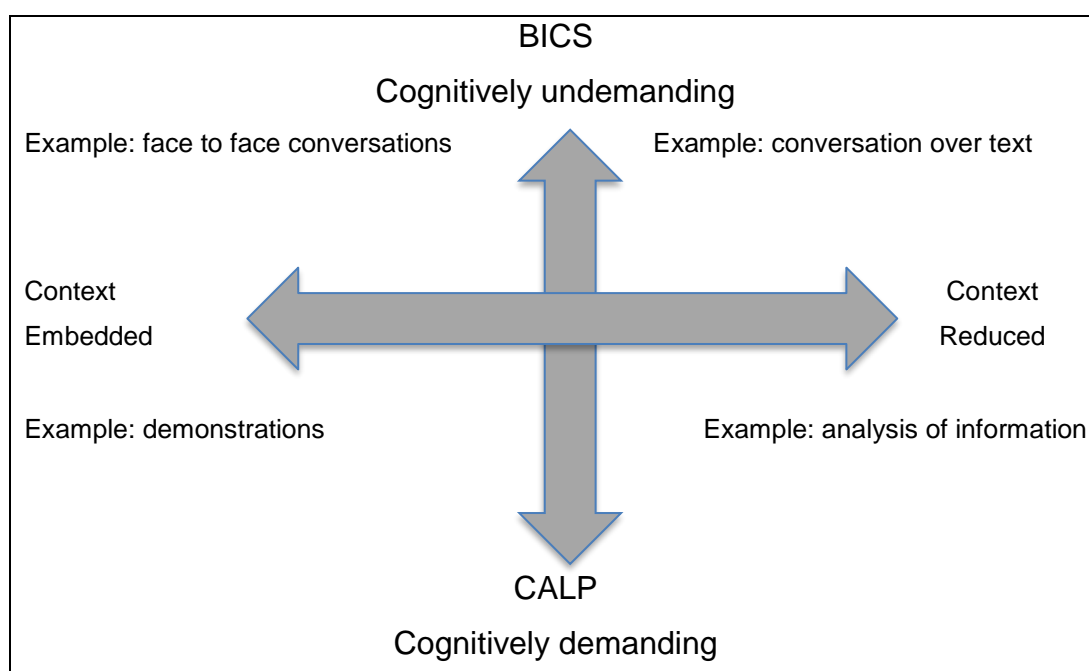 BICS
Cognitively undemanding
Example: face to face conversations
Example: conversation over text
Context
Embedded
Context
Reduced
Example: demonstrations
Example: analysis of information
CALP
Cognitively demanding